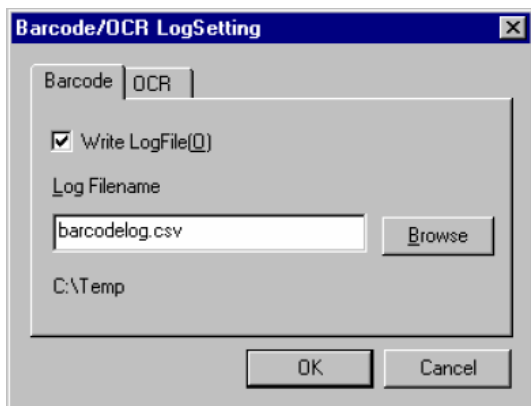 Barcode/OCR LogSetting
Barcode OCR
Write LogFile(O)
Log Filename
barcodelog.csv
Browse
C:\Temp
OK Cancel